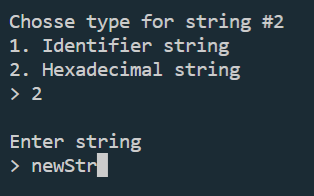 Chosse type for string #2
1. Identifier string
2. Hexadecimal string
> 2
Enter string
> newStr